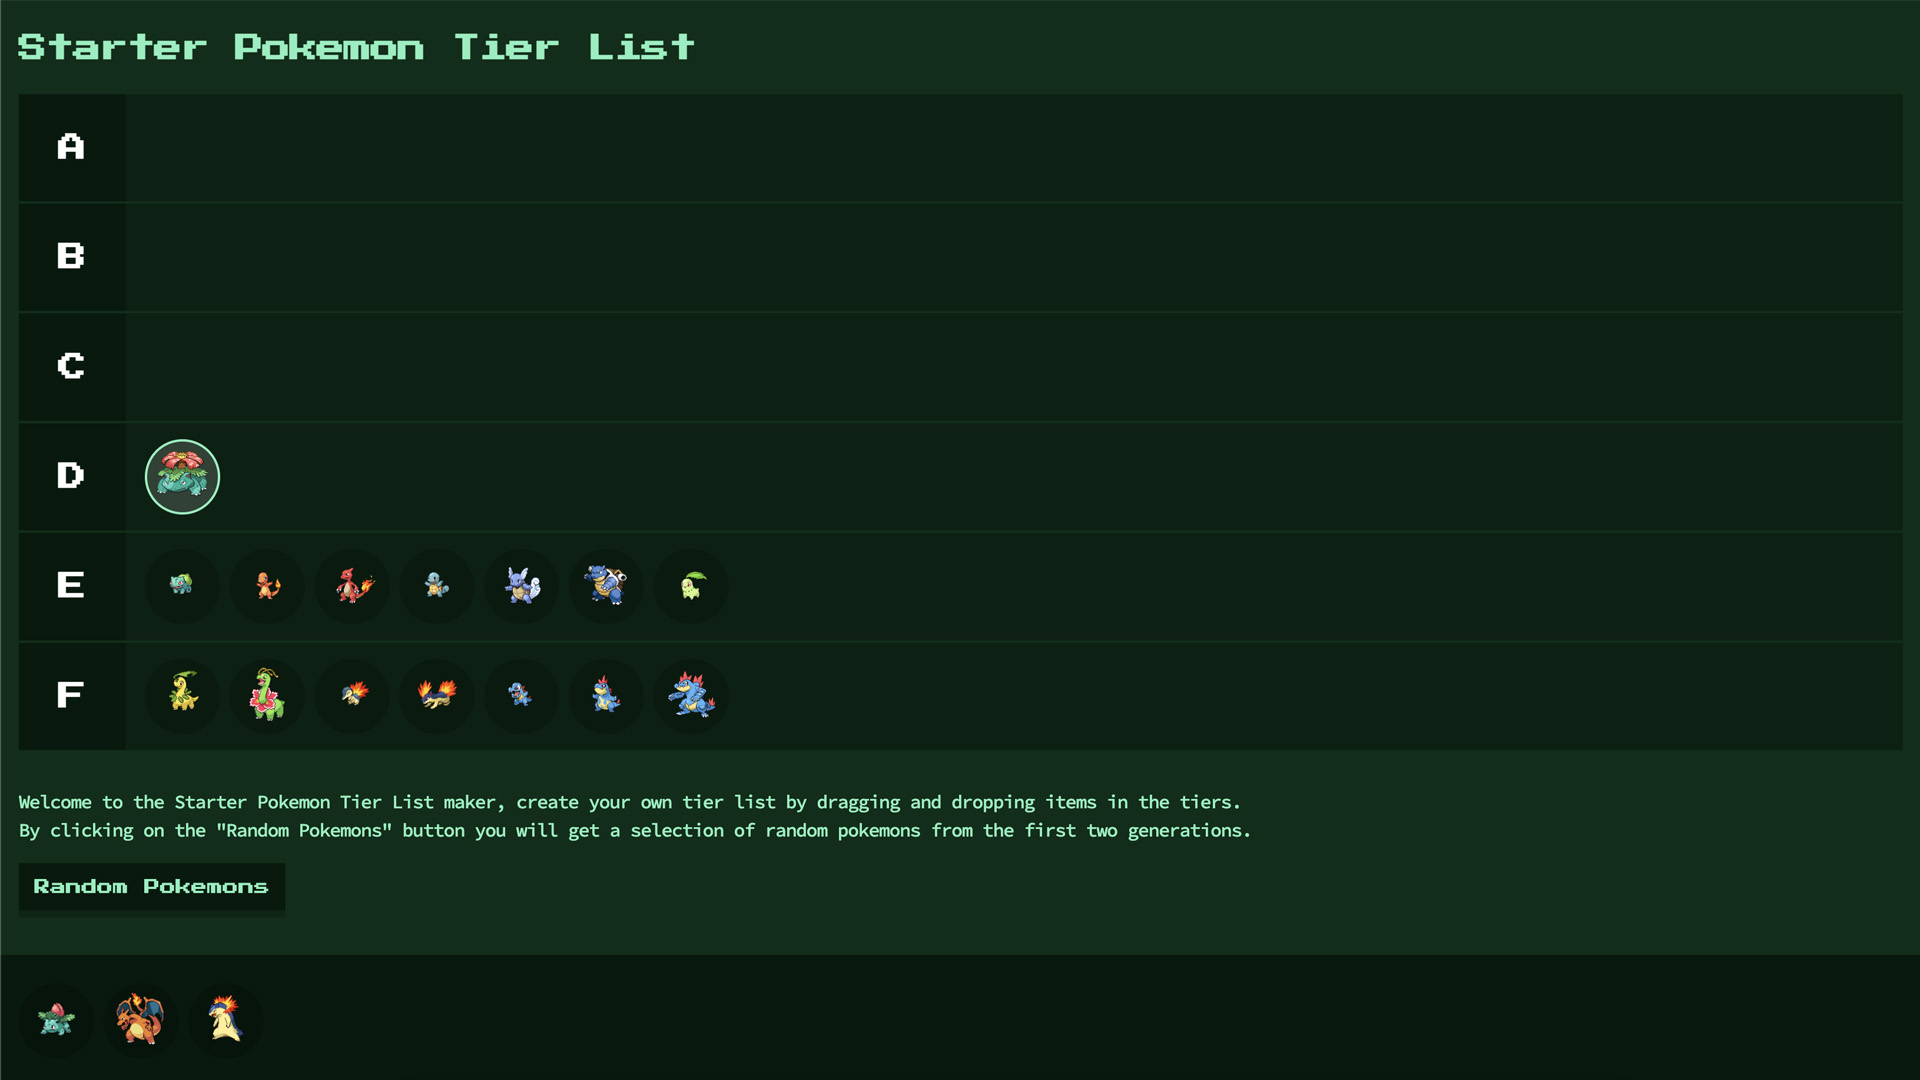 Starter Pokemon Tier List
A
B
C
D
E
F
Welcome to the Starter Pokemon Tier List maker, create your own tier list by dragging and dropping items in the tiers.
By clicking on the "Random Pokemons" button you will get a selection of random pokemons from the first two generations.
Random Pokemons